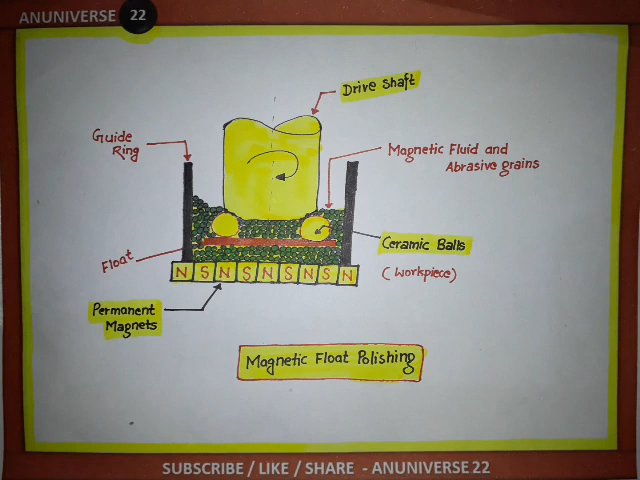 ANUNIVERSE 22
Drive Shaft
Guide
Ring
Magnetic Fluid and
Abrasive grains
Ceramic Balls
(Workpiece)
Float
N S N S N S N S N
Permanent
Magnets
Magnetic Float Polishing
SUBSCRIBE / LIKE / SHARE - ANUNIVERSE 22